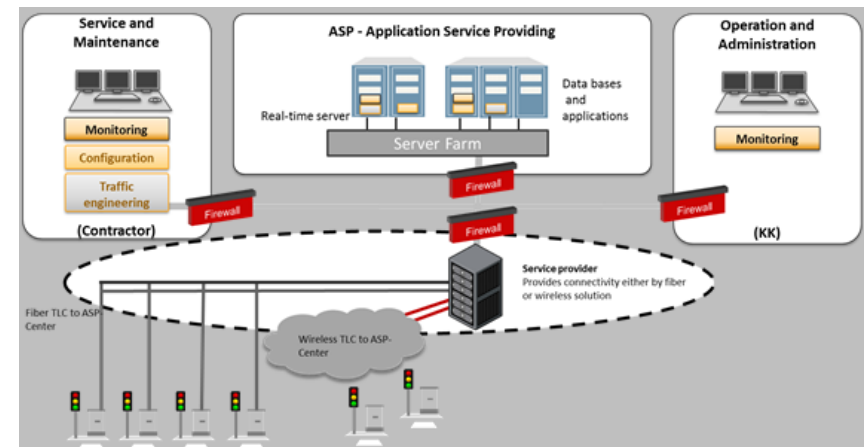 Service and
Maintenance
Monitoring
Configuration
Traffic
engineering
(Contractor)
Firewall
ASP - Application Service Providing
Real-time server
Data bases
and
applications
Server Farm
Firewall
Firewall
Operation and
Administration
Monitoring
Firewall
(KK)
Service provider
Provides connectivity either by fiber
or wireless solution
Fiber TLC to ASP-
Center
Wireless TLC to ASP-
Center